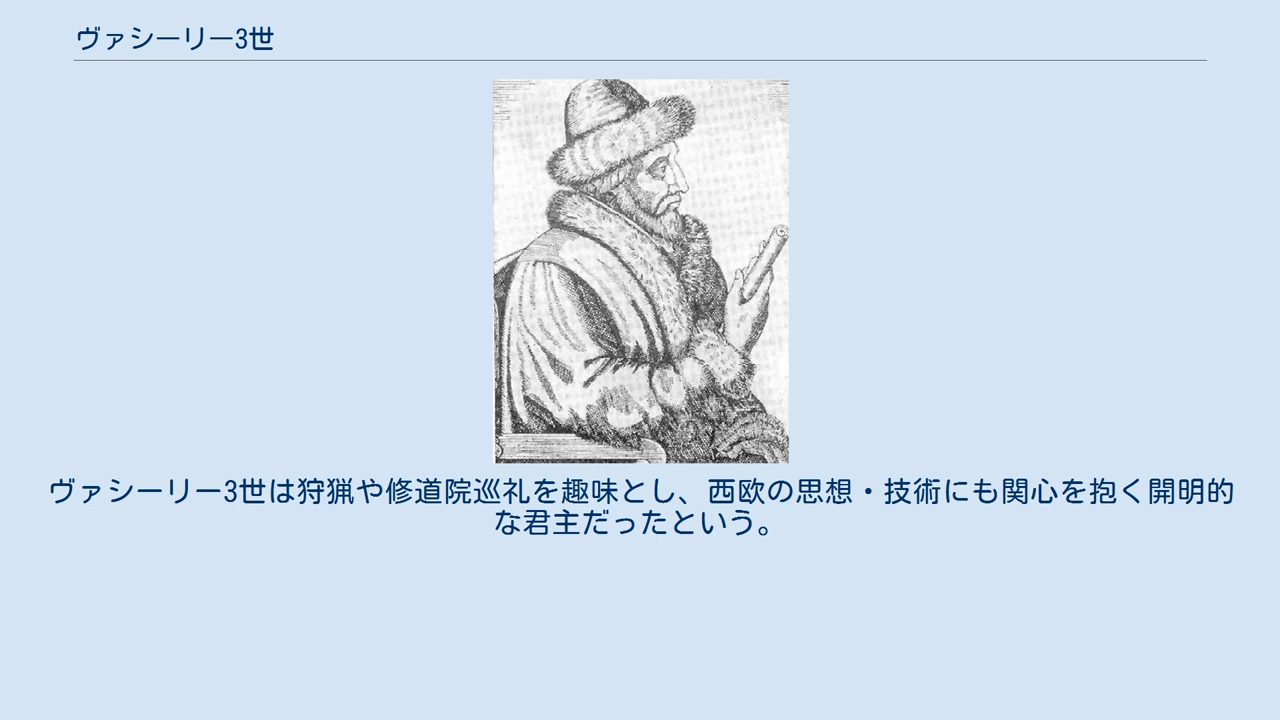 ヴァシーリー3世
ヴァシーリー3世は狩猟や修道院巡礼を趣味とし、西欧の思想・技術にも関心を抱く開明的
な君主だったという。